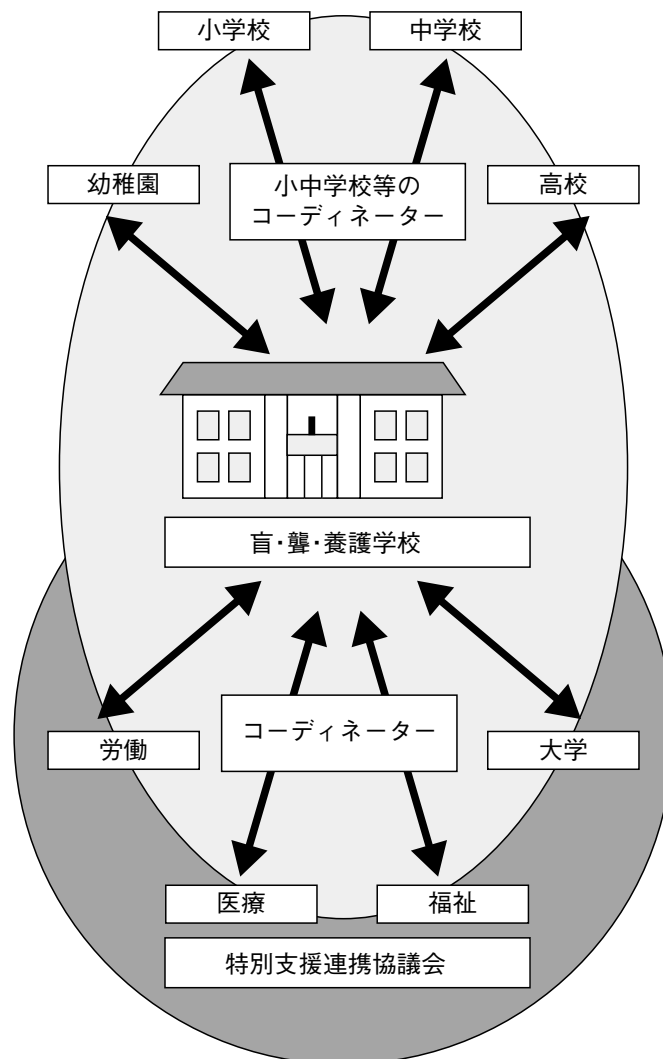 小学校
中学校
幼稚園
小中学校等の
コーディネーター
高校
盲・聾・養護学校
労働
コーディネーター
大学
医療
福祉
特別支援連携協議会